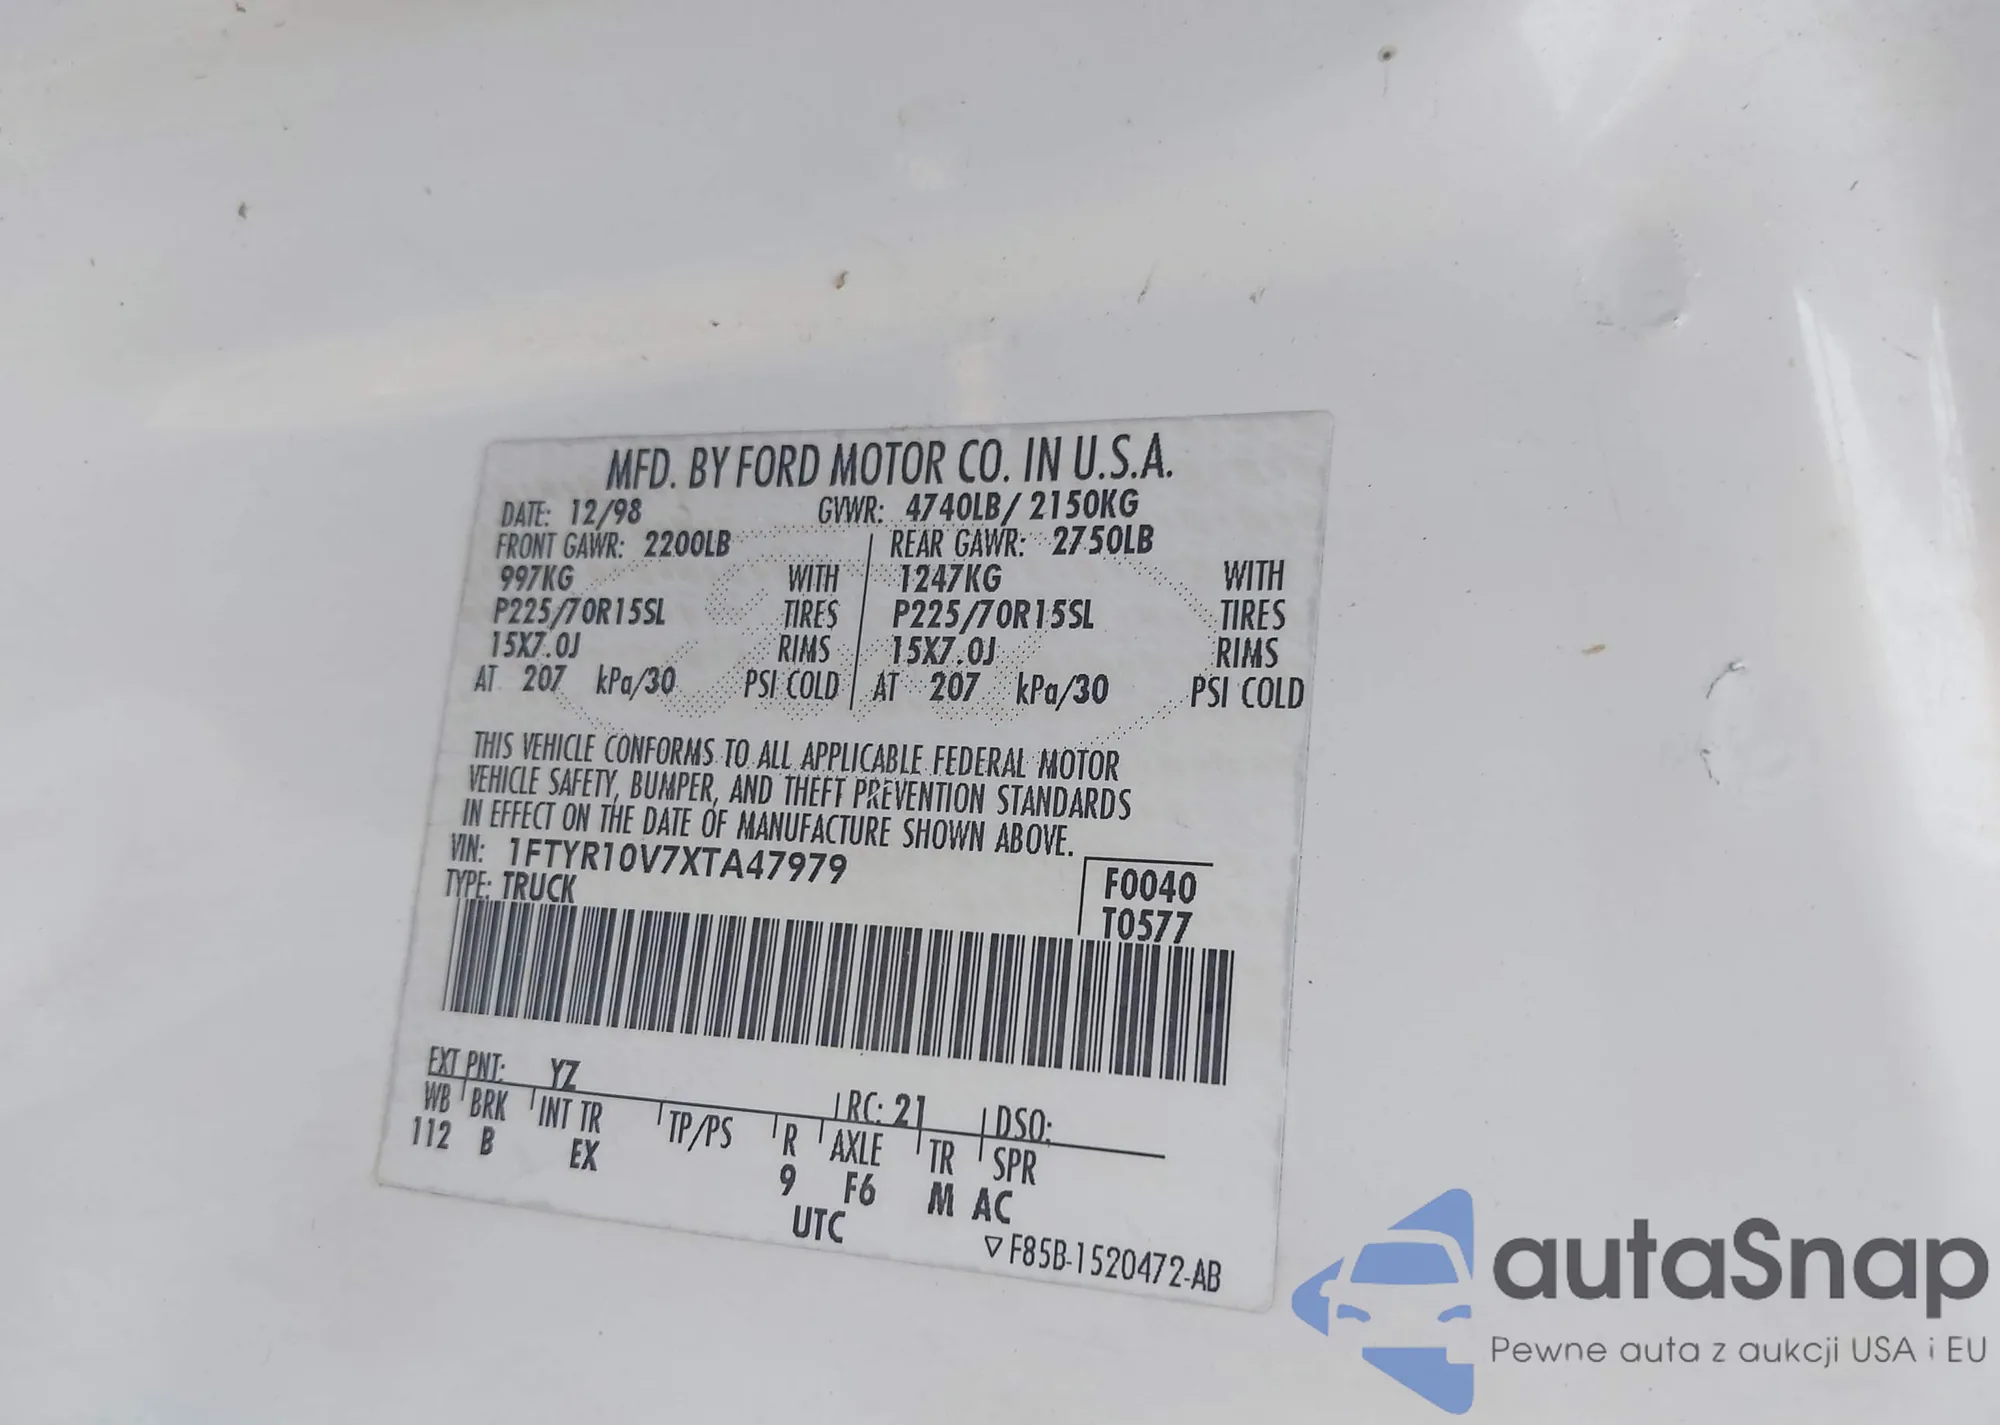 MFD. BY FORD MOTOR CO. IN U.S.A.
DATE: 12/98 GVWR: 4740LB/ 2150KG
FRONT GAWR: 2200LB REAR GAWR: 2750LB
997KG WITH 1247KG WITH
P225/70R15SL TIRES P225/70R15SL TIRES
15X7.0J RIMS 15X7.0J RIMS
AT 207 kPa/30 PSI COLD AT 207 kPa/30 PSI COLD
THIS VEHICLE CONFORMS TO ALL APPLICABLE FEDERAL MOTOR
VEHICLE SAFETY, BUMPER, AND THEFT PREVENTION STANDARDS
IN EFFECT ON THE DATE OF MANUFACTURE SHOWN ABOVE.
VIN: 1FTYR10V7XTA47979
F0040
TYPE: TRUCK
T0577
EXT PNT: YZ RC: 21 DSO:
WB BRK INT TR TP/PS R AXLE TR SPR
112 B EX 9 F6 M AC
UTC
▽ F85B-1520472-AB
autaSnap
Pewne auta z aukcji USA i EU